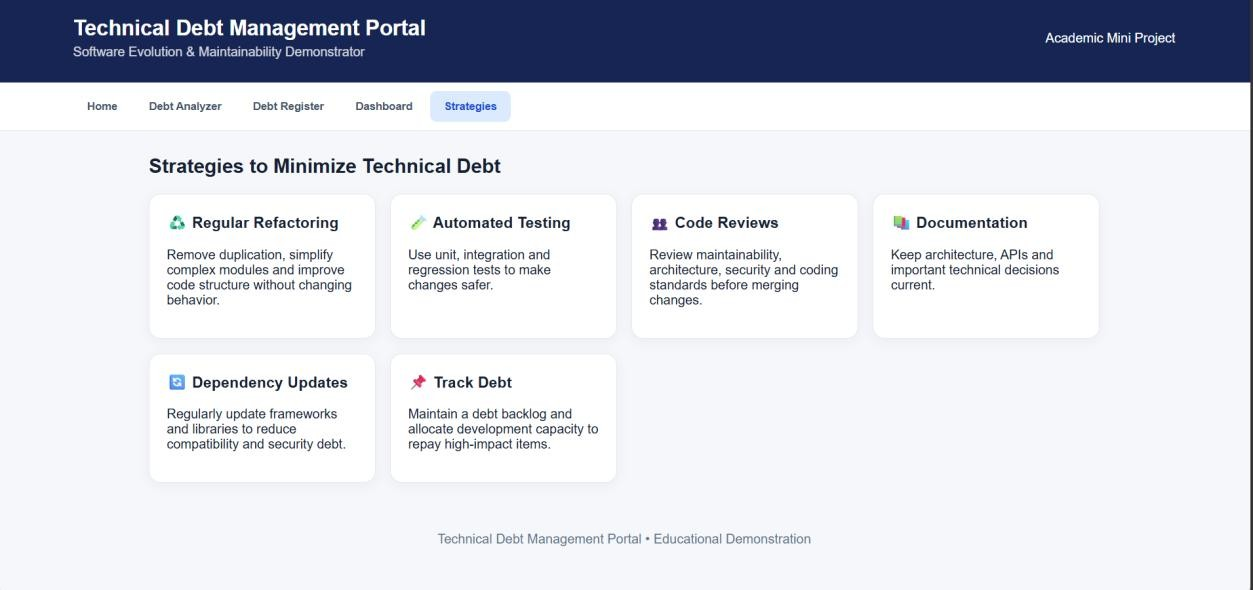 Technical Debt Management Portal
Software Evolution & Maintainability Demonstrator
Academic Mini Project
Home
Debt Analyzer
Debt Register
Dashboard
Strategies
Strategies to Minimize Technical Debt
Regular Refactoring
Remove duplication, simplify
complex modules and improve
code structure without changing
behavior.
Automated Testing
Use unit, integration and
regression tests to make
changes safer.
Code Reviews
Review maintainability,
architecture, security and coding
standards before merging
changes.
Documentation
Keep architecture, APIs and
important technical decisions
current.
Dependency Updates
Regularly update frameworks
and libraries to reduce
compatibility and security debt.
Track Debt
Maintain a debt backlog and
allocate development capacity to
repay high-impact items.
Technical Debt Management Portal • Educational Demonstration